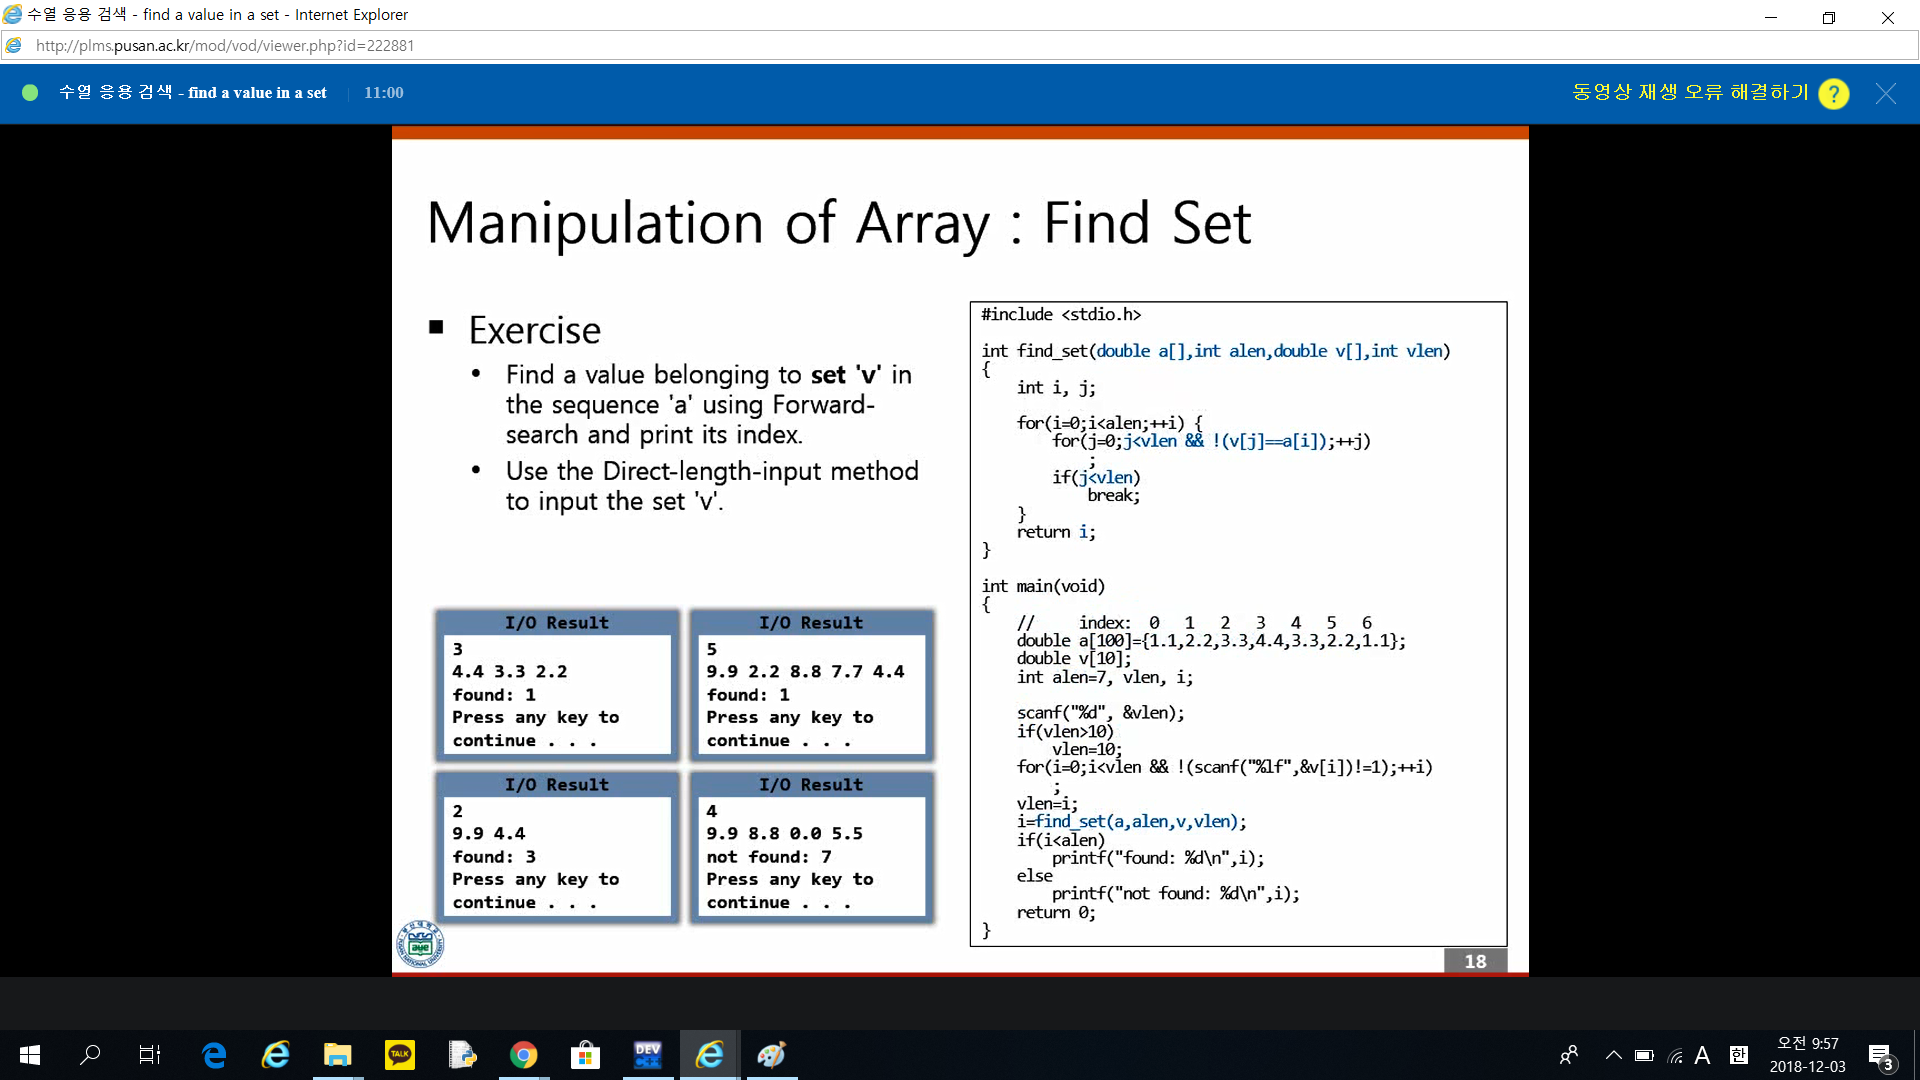 수열 응용 검색 - find a value in a set - Internet Explorer
http://plms.pusan.ac.kr/mod/vod/viewer.php?id=222881
수열 응용 검색 - find a value in a set | 11:00
동영상 재생 오류 해결하기 ?
Manipulation of Array : Find Set
■ Exercise
• Find a value belonging to set 'v' in
the sequence 'a' using Forward-
search and print its index.
• Use the Direct-length-input method
to input the set 'v'.
I/O Result
3
4.4 3.3 2.2
found: 1
Press any key to
continue . . .
I/O Result
5
9.9 2.2 8.8 7.7 4.4
found: 1
Press any key to
continue . . .
I/O Result
2
9.9 4.4
found: 3
Press any key to
continue . . .
I/O Result
4
9.9 8.8 0.0 5.5
not found: 7
Press any key to
continue . . .
#include <stdio.h>
int find_set(double a[],int alen,double v[],int vlen)
{
int i, j;
for(i=0;i<alen;++i) {
for(j=0;j<vlen && !(v[j]==a[i]);++j)
;
if(j<vlen)
break;
}
return i;
}
int main(void)
{
// index: 0 1 2 3 4 5 6
double a[100]={1.1,2.2,3.3,4.4,3.3,2.2,1.1};
double v[10];
int alen=7, vlen, i;
scanf("%d", &vlen);
if(vlen>10)
vlen=10;
for(i=0;i<vlen && !(scanf("%lf",&v[i])!=1);++i)
;
vlen=i;
i=find_set(a,alen,v,vlen);
if(i<alen)
printf("found: %d\n",i);
else
printf("not found: %d\n",i);
return 0;
}
18
TALK
DEV
A
한
오전 9:57
2018-12-03
3